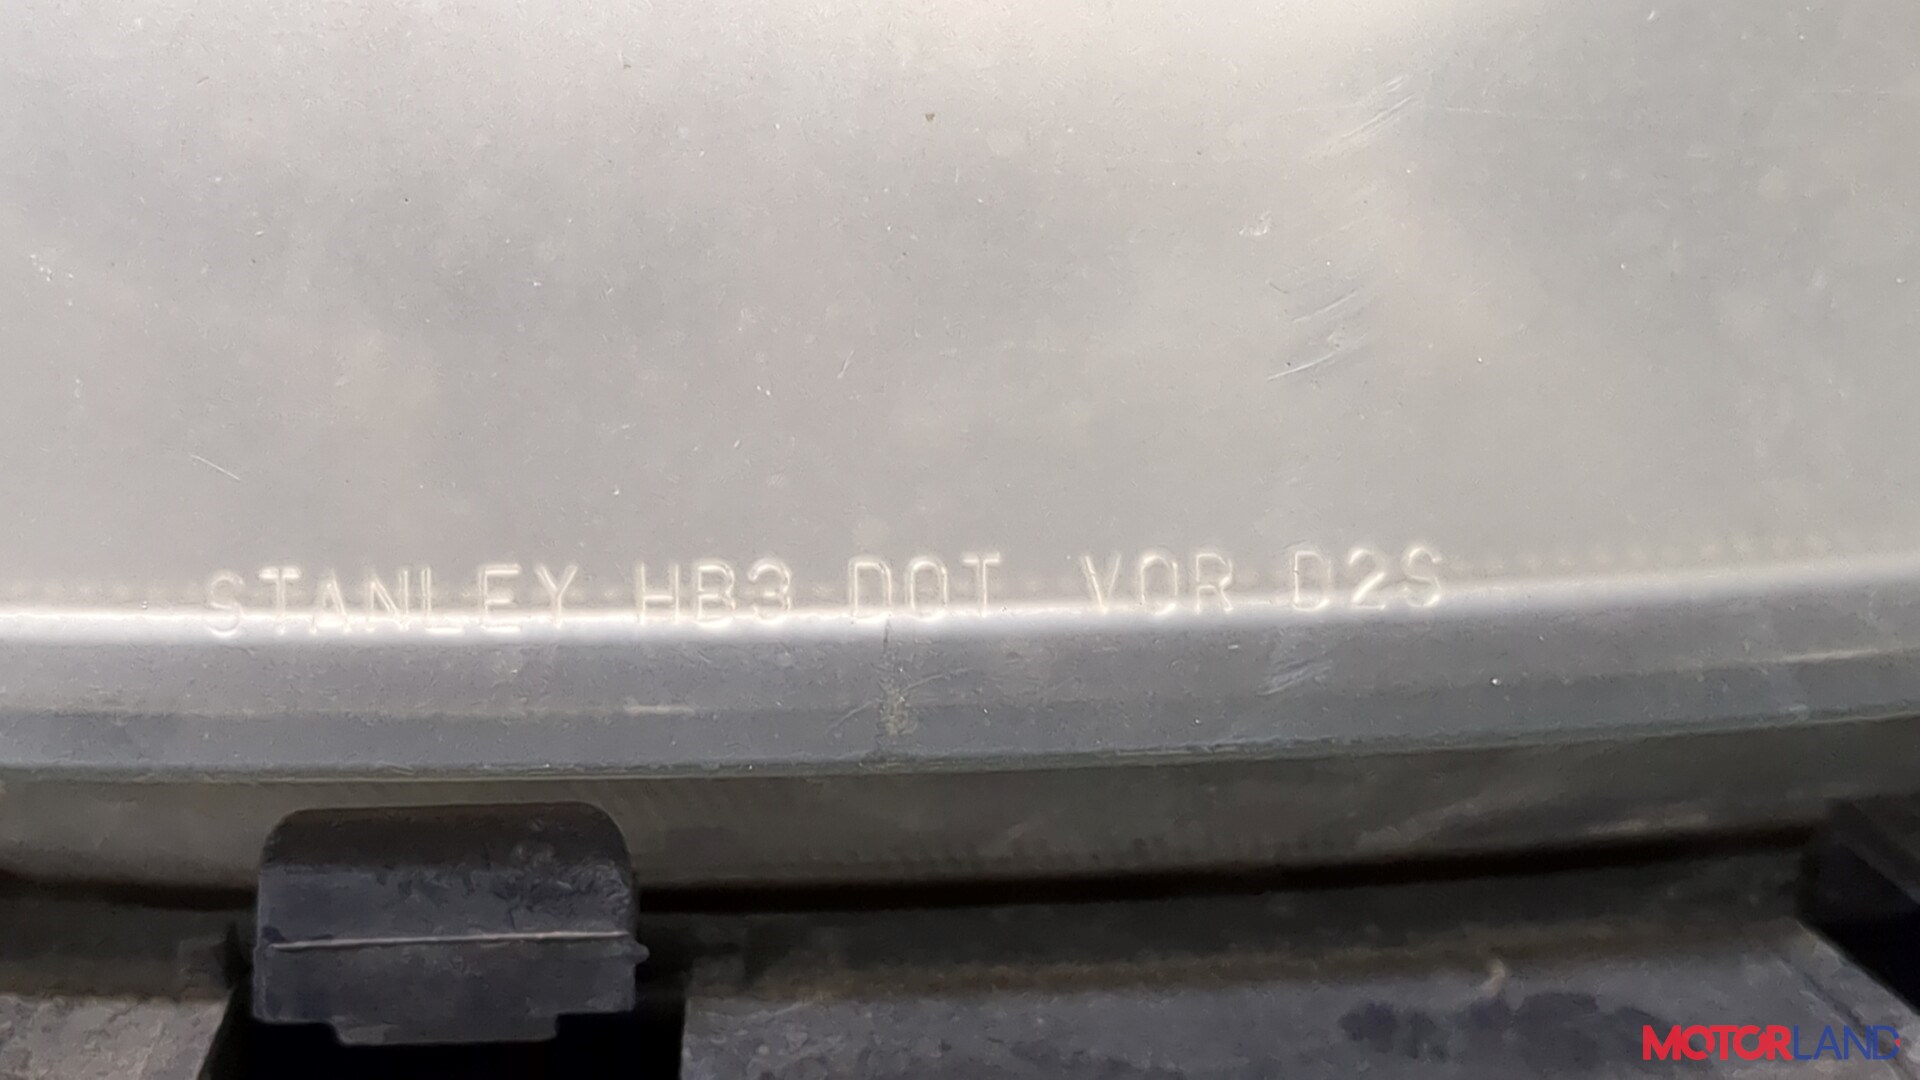 STANLEY HB3 DOT VOR D2S
MOTORLAND